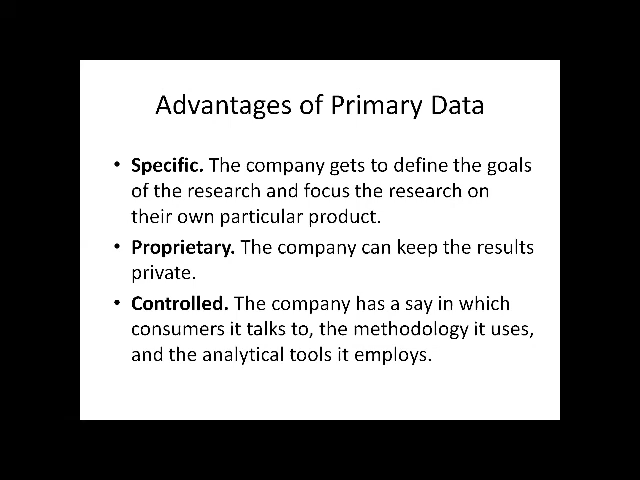 Advantages of Primary Data
• Specific. The company gets to define the goals
of the research and focus the research on
their own particular product.
• Proprietary. The company can keep the results
private.
• Controlled. The company has a say in which
consumers it talks to, the methodology it uses,
and the analytical tools it employs.